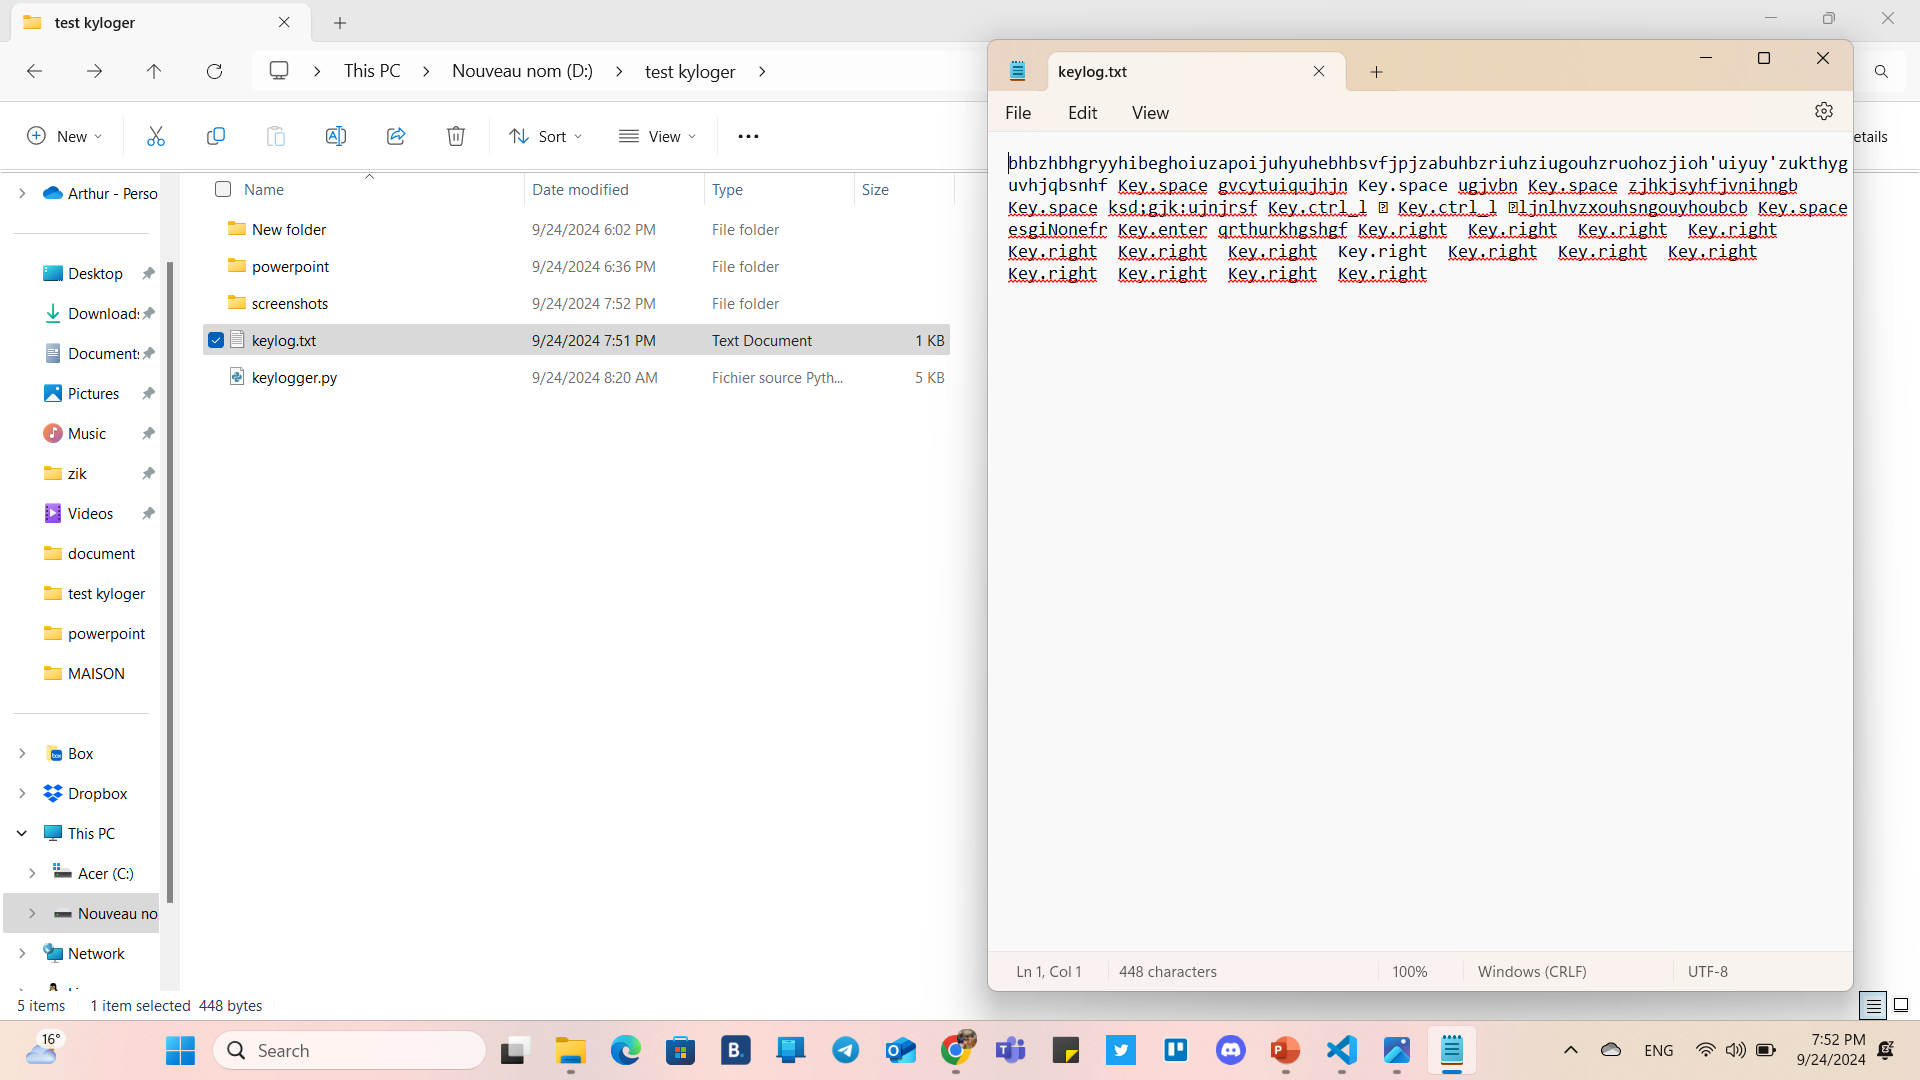 test kyloger
This PC > Nouveau nom (D:) > test kyloger >
New
Sort
View
etails
Name
Date modified
Type
Size
New folder 9/24/2024 6:02 PM File folder
powerpoint 9/24/2024 6:36 PM File folder
screenshots 9/24/2024 7:52 PM File folder
keylog.txt 9/24/2024 7:51 PM Text Document 1 KB
keylogger.py 9/24/2024 8:20 AM Fichier source Pyth... 5 KB
Arthur - Perso
Desktop
Downloads
Documents
Pictures
Music
zik
Videos
document
test kyloger
powerpoint
MAISON
Box
Dropbox
This PC
Acer (C:)
Nouveau no
Network
5 items 1 item selected 448 bytes
keylog.txt
File Edit View
bhbzhbhgryyhibeghoiuzapoijuhyuhebhbsvfjpjzabuhbzriuhziugouhzruohozjioh'uiyuy'zukthyg
uvhjqbsnhf Key.space gvcytuiqujhjn Key.space ugjvbn Key.space zjhkjsyhfjvnihngb
Key.space ksd;gjk:ujnjrsf Key.ctrl_l Key.ctrl_l ljnlhvzxouhsngouyhoubcb Key.space
esgiNonefr Key.enter qrthurkhgshgf Key.right Key.right Key.right Key.right
Key.right Key.right Key.right Key.right Key.right Key.right Key.right
Key.right Key.right Key.right Key.right
Ln 1, Col 1 448 characters 100% Windows (CRLF) UTF-8
16°
Search
B.
ENG
7:52 PM
9/24/2024